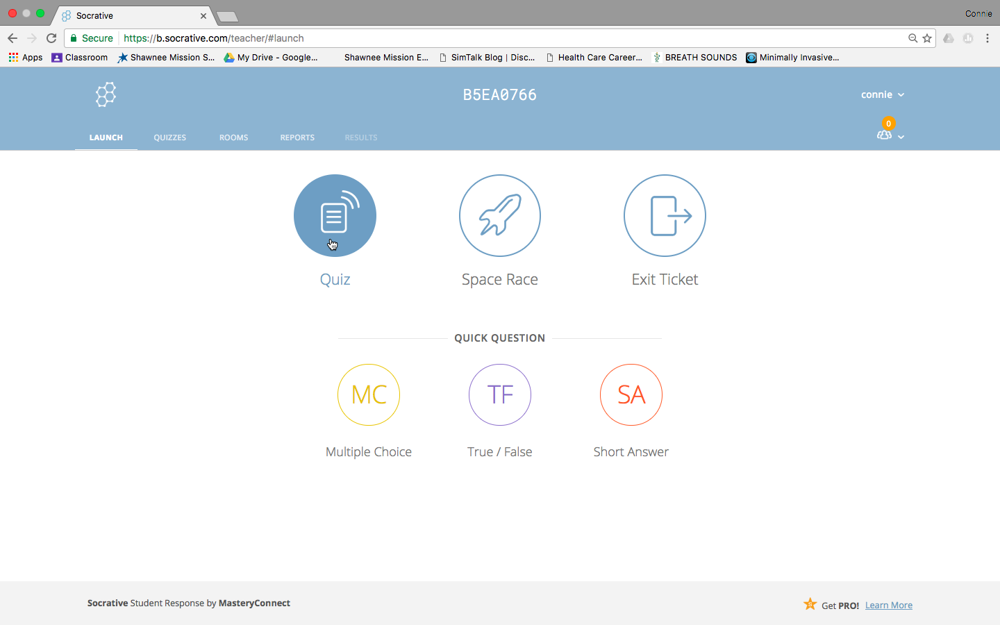 Socrative
Connie
Secure https://b.socrative.com/teacher/#launch
Apps Classroom Shawnee Mission S... My Drive - Google... Shawnee Mission E... SimTalk Blog | Disc... Health Care Career... BREATH SOUNDS Minimally Invasive...
B5EA0766
connie
0
LAUNCH QUIZZES ROOMS REPORTS RESULTS
Quiz Space Race Exit Ticket
QUICK QUESTION
MC TF SA
Multiple Choice True / False Short Answer
Socrative Student Response by MasteryConnect
Get PRO! Learn More